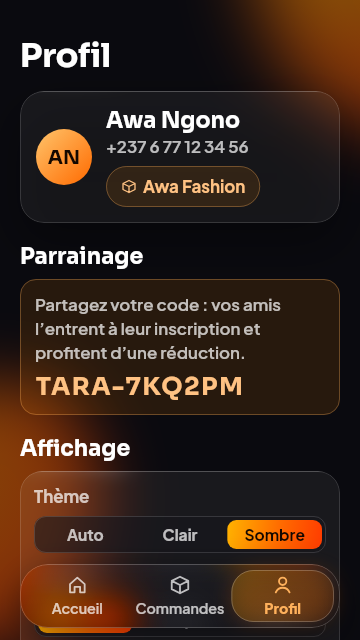 Profil
AN
Awa Ngono
+237 6 77 12 34 56
Awa Fashion
Parrainage
Partagez votre code : vos amis
l’entrent à leur inscription et
profitent d’une réduction.
TARA-7KQ2PM
Affichage
Thème
Auto
Clair
Sombre
Accueil
Commandes
Profil